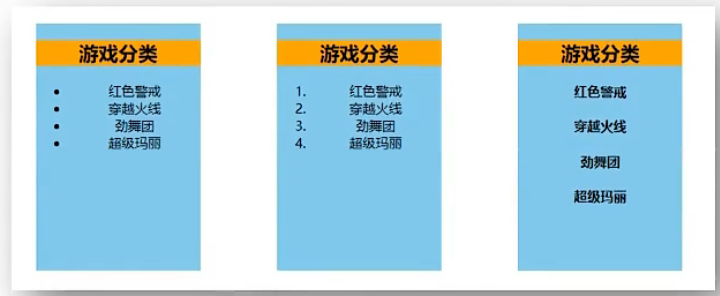 游戏分类
• 红色警戒
• 穿越火线
• 劲舞团
• 超级玛丽
游戏分类
1. 红色警戒
2. 穿越火线
3. 劲舞团
4. 超级玛丽
游戏分类
红色警戒
穿越火线
劲舞团
超级玛丽